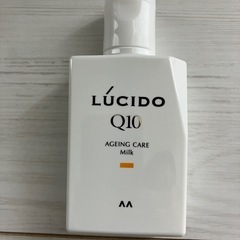 LÚCIDO
Q10
AGEING CARE
Milk